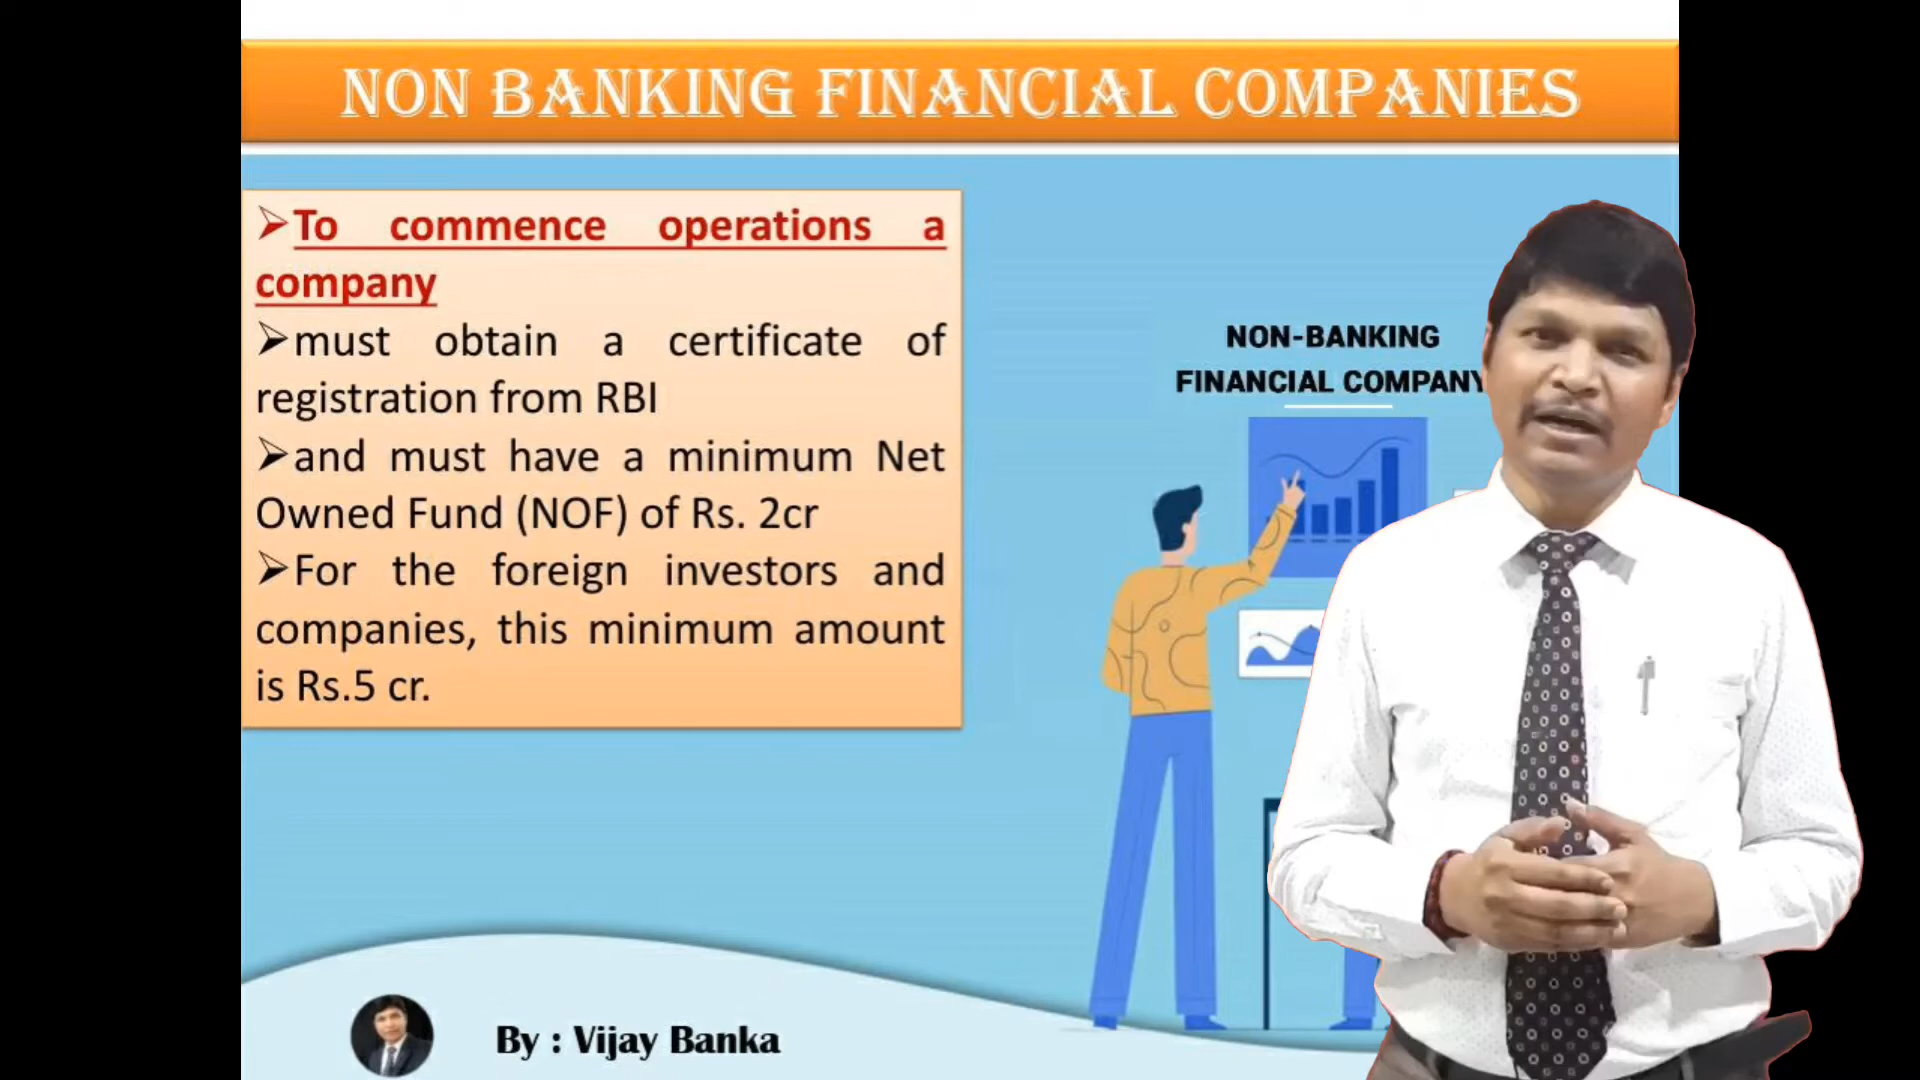 NON BANKING FINANCIAL COMPANIES
➢To commence operations a
company
➢must obtain a certificate of
registration from RBI
➢and must have a minimum Net
Owned Fund (NOF) of Rs. 2cr
➢For the foreign investors and
companies, this minimum amount
is Rs.5 cr.
NON-BANKING
FINANCIAL COMPANY
By : Vijay Banka